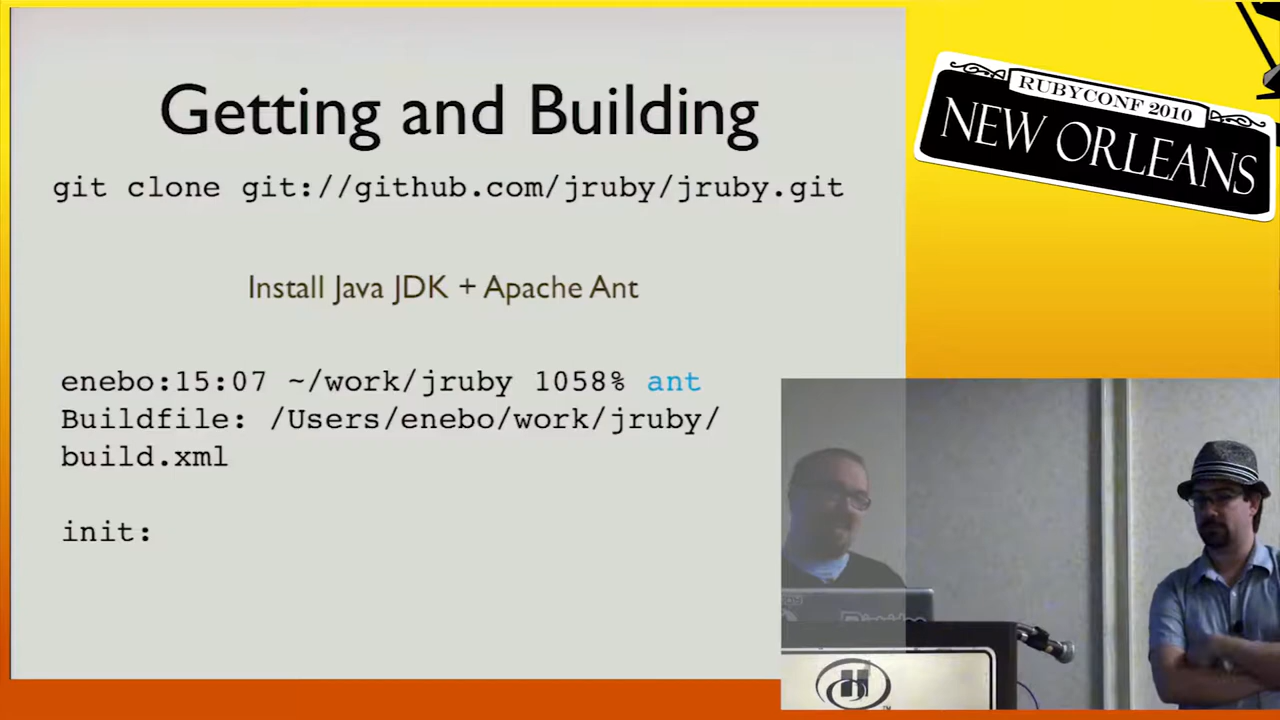 Getting and Building
git clone git://github.com/jruby/jruby.git
Install Java JDK + Apache Ant
enebo:15:07 ~/work/jruby 1058% ant
Buildfile: /Users/enebo/work/jruby/
build.xml
init:
RUBYCONF 2010
NEW ORLEANS